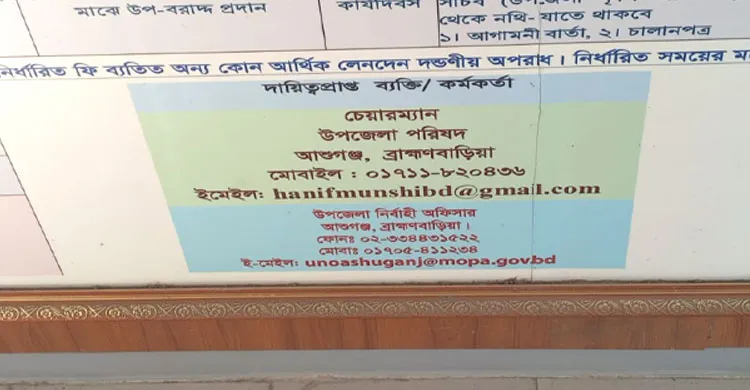 মাঝে উপ-বরাদ্দ প্রদান
কার্যদিবস
থেকে নথি- যাতে থাকবে
১। আগামনী বার্তা, ২। চালানপত্র
নির্ধারিত ফি ব্যতিত অন্য কোন আর্থিক লেনদেন দন্ডণীয় অপরাধ। নির্ধারিত সময়ের
দায়িত্বপ্রাপ্ত ব্যক্তি/ কর্মকর্তা
চেয়ারম্যান
উপজেলা পরিষদ
আশুগঞ্জ, ব্রাহ্মণবাড়িয়া
মোবাইল : ০১৭১১-৮২০৪৩৬
ইমেইল: hanifmunshibd@gmail.com
উপজেলা নির্বাহী অফিসার
আশুগঞ্জ, ব্রাহ্মণবাড়িয়া।
ফোনঃ ০২-৩৩৪৪৩১৫২২
মোবাঃ ০১৭০৫-৪১১২৩৪
ই-মেইল: unoashuganj@mopa.gov.bd